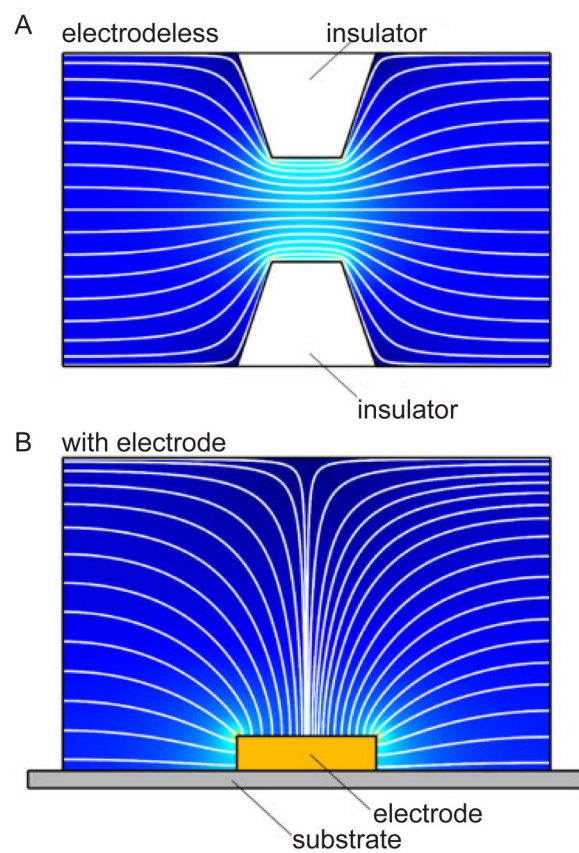 A
electrodeless
insulator
insulator
B
with electrode
electrode
substrate